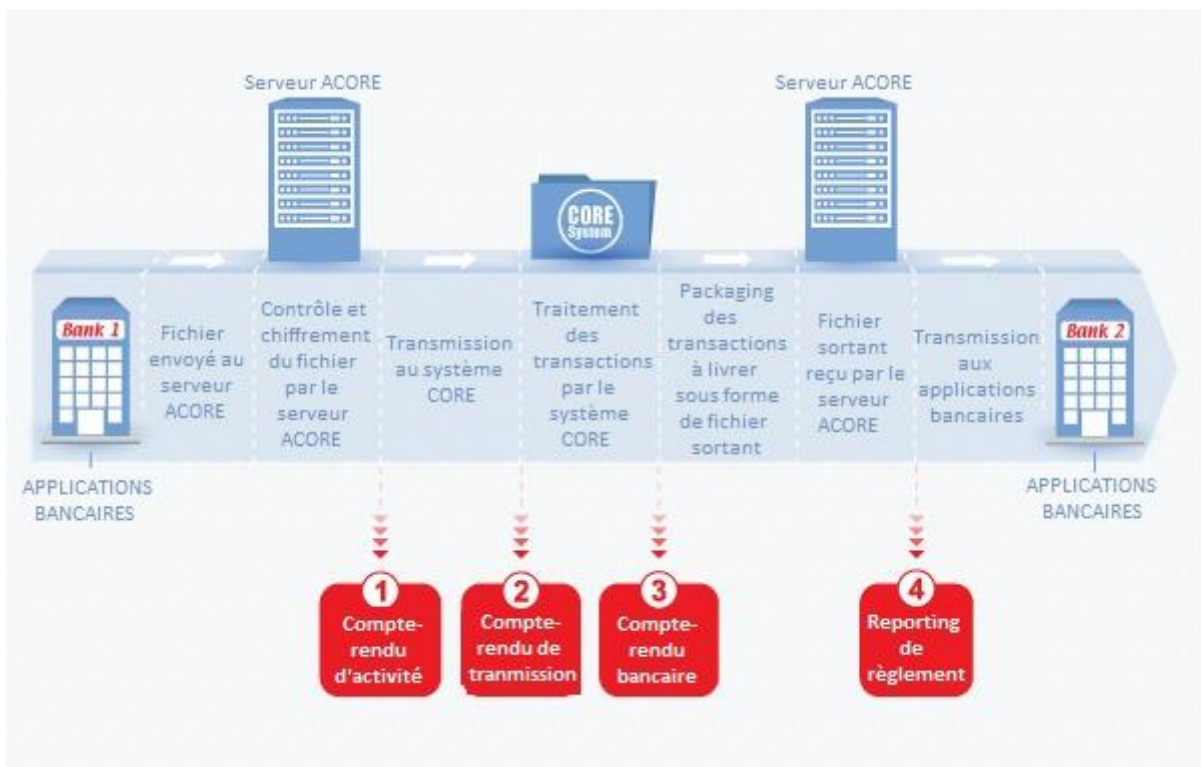 Serveur ACORE
Serveur ACORE
CORE
System
Bank 1
Fichier
envoyé au
serveur
ACORE
Contrôle et
chiffrement
du fichier
par le
serveur
ACORE
Transmission
au système
CORE
Traitement
des
transactions
par le
système
CORE
Packaging
des
transactions
à livrer
sous forme
de fichier
sortant
Fichier
sortant
reçu par le
serveur
ACORE
Transmission
aux
applications
bancaires
Bank 2
APPLICATIONS
BANCAIRES
APPLICATIONS
BANCAIRES
1
Compte-
rendu
d'activité
2
Compte-
rendu de
tranmission
3
Compte-
rendu
bancaire
4
Reporting
de
règlement